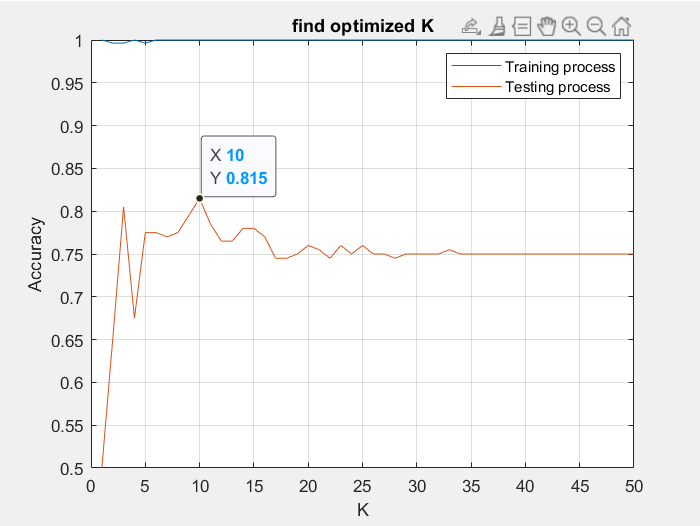 find optimized K
Training process
Testing process
X 10
Y 0.815
Accuracy
1
0.95
0.9
0.85
0.8
0.75
0.7
0.65
0.6
0.55
0.5
0 5 10 15 20 25 30 35 40 45 50
K